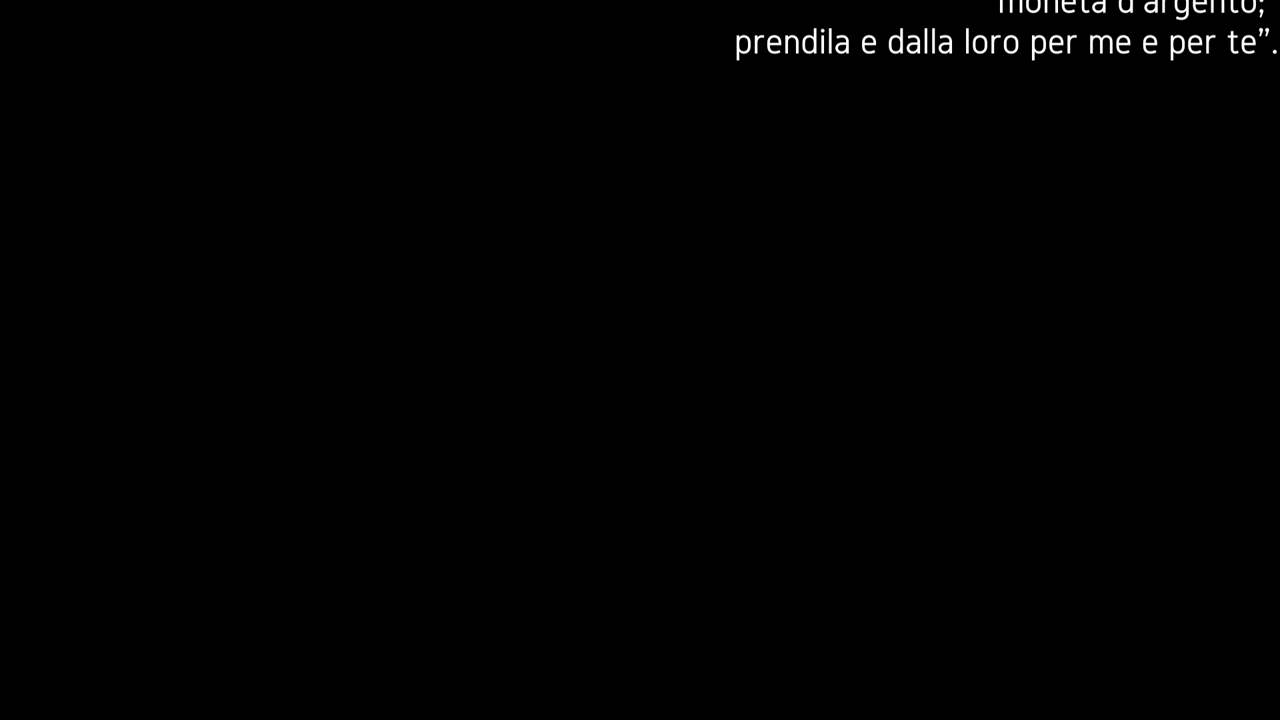 moneta d'argento;
prendila e dalla loro per me e per te”.